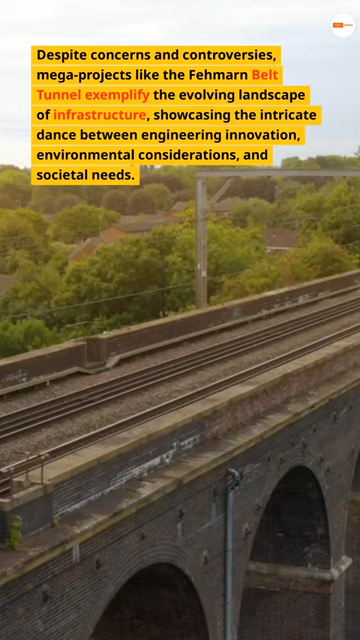 Despite concerns and controversies,
mega-projects like the Fehmarn Belt
Tunnel exemplify the evolving landscape
of infrastructure, showcasing the intricate
dance between engineering innovation,
environmental considerations, and
societal needs.